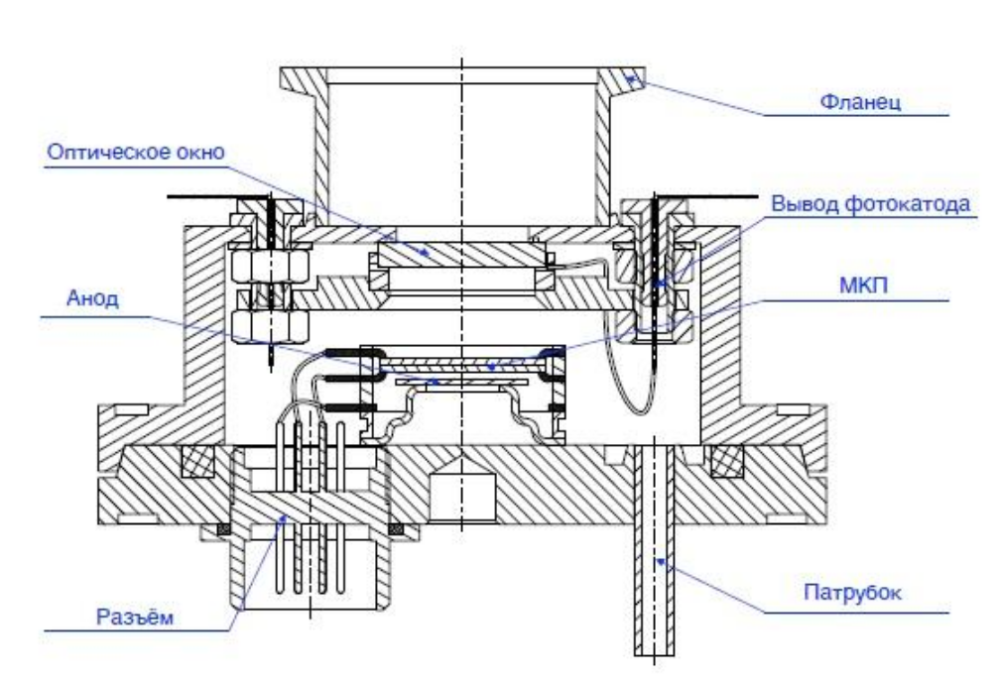 Фланец
Оптическое окно
Вывод фотокатода
Анод
МКП
Патрубок
Разъём